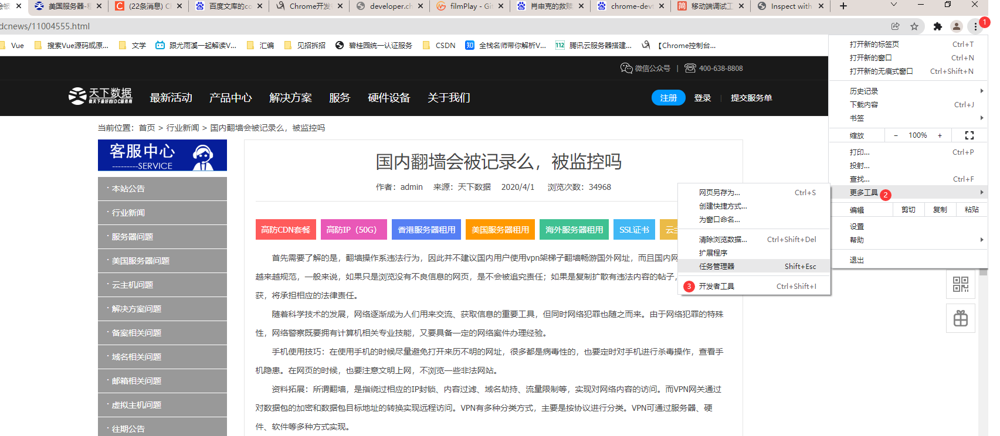 会被
美国服务器-租
(22条消息) Ch
百度文库的co
Chrome开发者
developer.ch
filmPlay - Git
肖申克的救赎
chrome-devt
移动端调试工
Inspect with
dcnews/11004555.html
1
Vue
搜索Vue源码或原...
文学
跟尤雨溪一起解读V...
汇编
见招拆招
碧桂园统一认证服务
CSDN
知 全栈名师带你解析V...
112 腾讯云服务器搭建...
【Chrome控制台...
微信公众号 | 400-638-8808
天下数据
做天下最好的IDC服务商
最新活动 产品中心 解决方案 服务 硬件设备 关于我们
注册 登录 | 提交服务单
当前位置：首页 > 行业新闻 > 国内翻墙会被记录么，被监控吗
客服中心
---------SERVICE
· 本站公告
· 行业新闻
· 服务器问题
· 美国服务器问题
· 云主机问题
· 解决方案问题
· 备案相关问题
· 域名相关问题
· 邮箱相关问题
· 虚拟主机问题
· 往期公告
国内翻墙会被记录么，被监控吗
作者：admin 来源：天下数据 2020/4/1 浏览次数：34968
高防CDN套餐 高防IP（50G） 香港服务器租用 美国服务器租用 海外服务器租用 SSL证书 云主
首先需要了解的是，翻墙操作系违法行为，因此并不建议国内用户使用vpn架梯子翻墙畅游国外网址，而且国内网
越来越规范，一般来说，如果只是浏览没有不良信息的网页，是不会被追究责任；如果是复制扩散有违法内容的帖子，
获，将承担相应的法律责任。
随着科学技术的发展，网络逐渐成为人们用来交流、获取信息的重要工具，但同时网络犯罪也随之而来。由于网络犯罪的特殊
性，网络警察既要拥有计算机相关专业技能，又要具备一定的网络案件办理经验。
手机使用技巧：在使用手机的时候尽量避免打开来历不明的网址，很多都是病毒性的，也要定时对手机进行杀毒操作，查看手
机隐患。在网页的时候，也要注意文明上网，不浏览一些非法网站。
资料拓展：所谓翻墙，是指绕过相应的IP封锁、内容过滤、域名劫持、流量限制等，实现对网络内容的访问。而VPN网关通过
对数据包的加密和数据包目标地址的转换实现远程访问。VPN有多种分类方式，主要是按协议进行分类。VPN可通过服务器、硬
件、软件等多种方式实现。
打开新的标签页 Ctrl+T
打开新的窗口 Ctrl+N
打开新的无痕式窗口 Ctrl+Shift+N
历史记录
下载内容 Ctrl+J
书签
缩放 - 100% +
打印... Ctrl+P
投射...
查找... Ctrl+F
更多工具 2
编辑 剪切 复制 粘贴
设置
帮助
退出
网页另存为... Ctrl+S
创建快捷方式...
为窗口命名...
清除浏览数据... Ctrl+Shift+Del
扩展程序
任务管理器 Shift+Esc
3 开发者工具 Ctrl+Shift+I